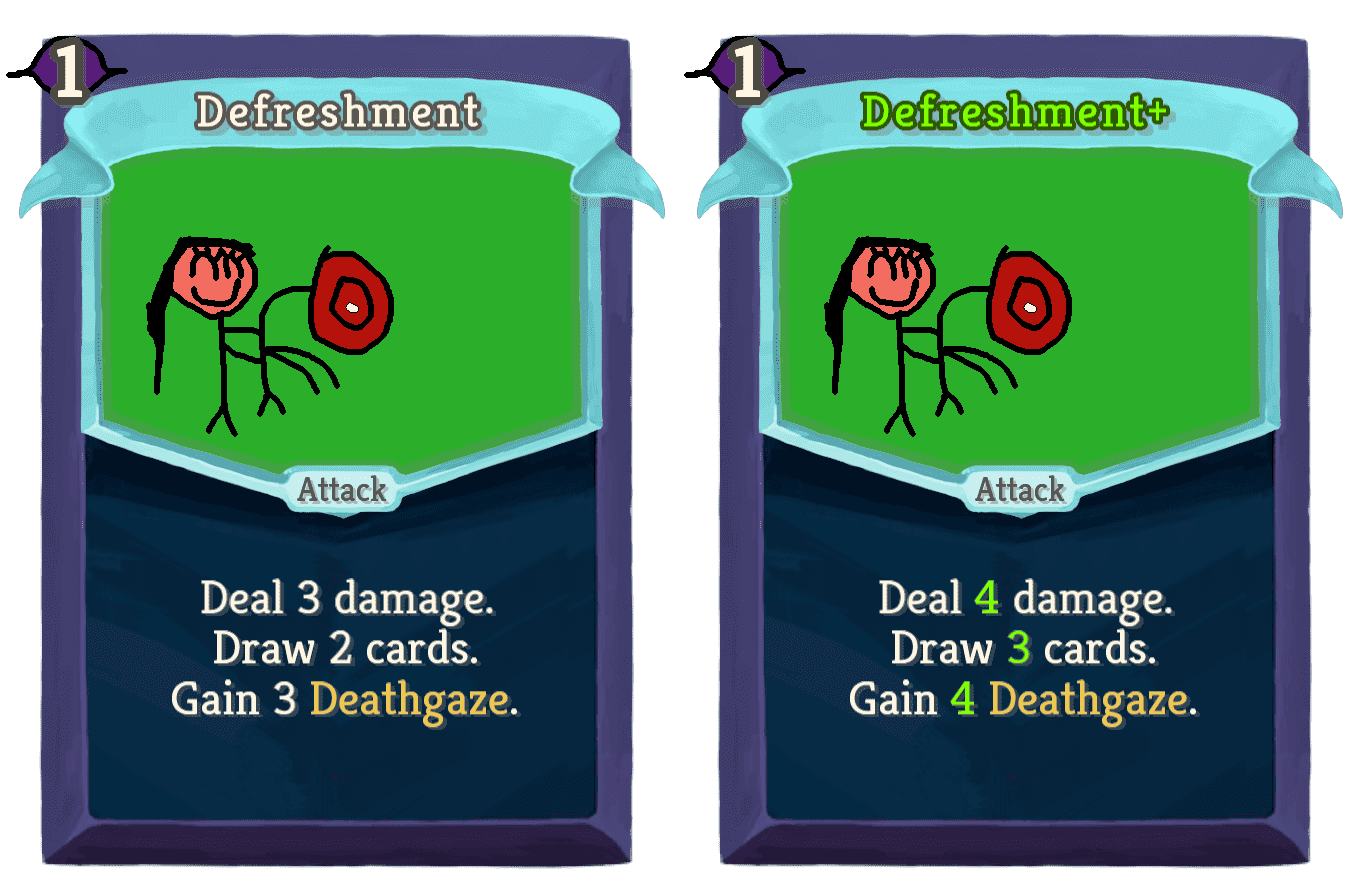 1
Defreshment
Attack
Deal 3 damage.
Draw 2 cards.
Gain 3 Deathgaze.
1
Defreshment+
Attack
Deal 4 damage.
Draw 3 cards.
Gain 4 Deathgaze.